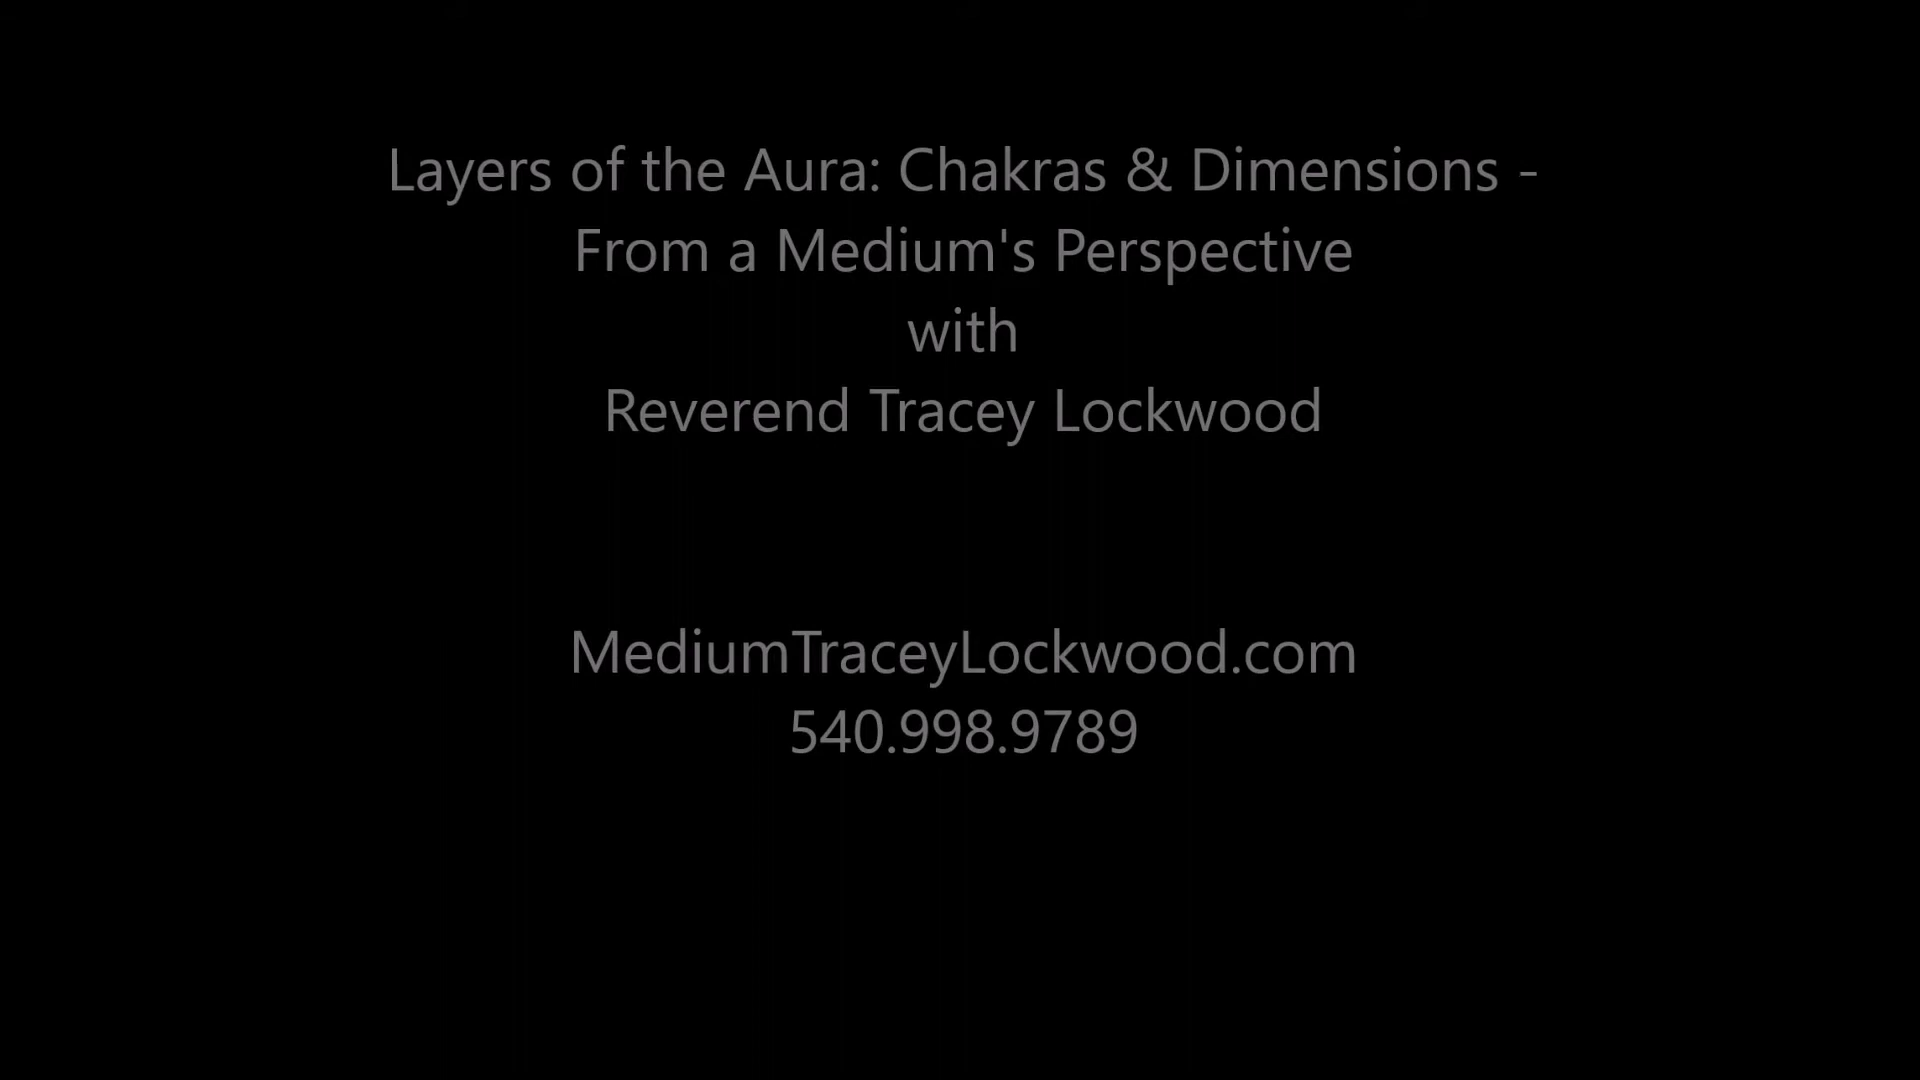 Layers of the Aura: Chakras & Dimensions -
From a Medium's Perspective
with
Reverend Tracey Lockwood
MediumTraceyLockwood.com
540.998.9789